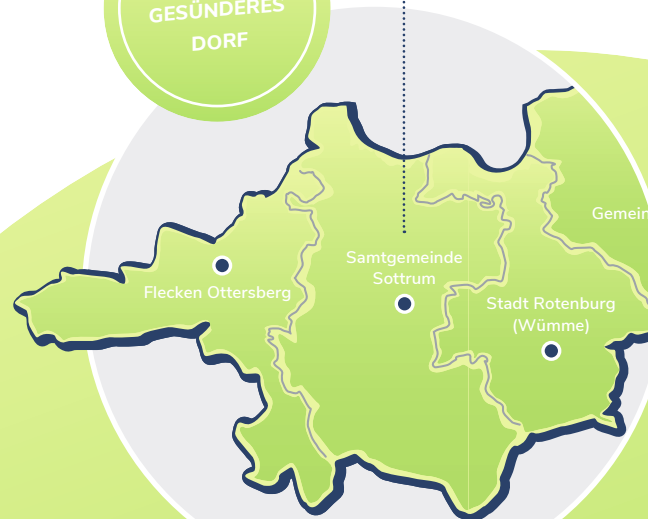 GESÜNDERES
DORF
Samtgemeinde
Sottrum
Flecken Ottersberg
Stadt Rotenburg
(Wümme)